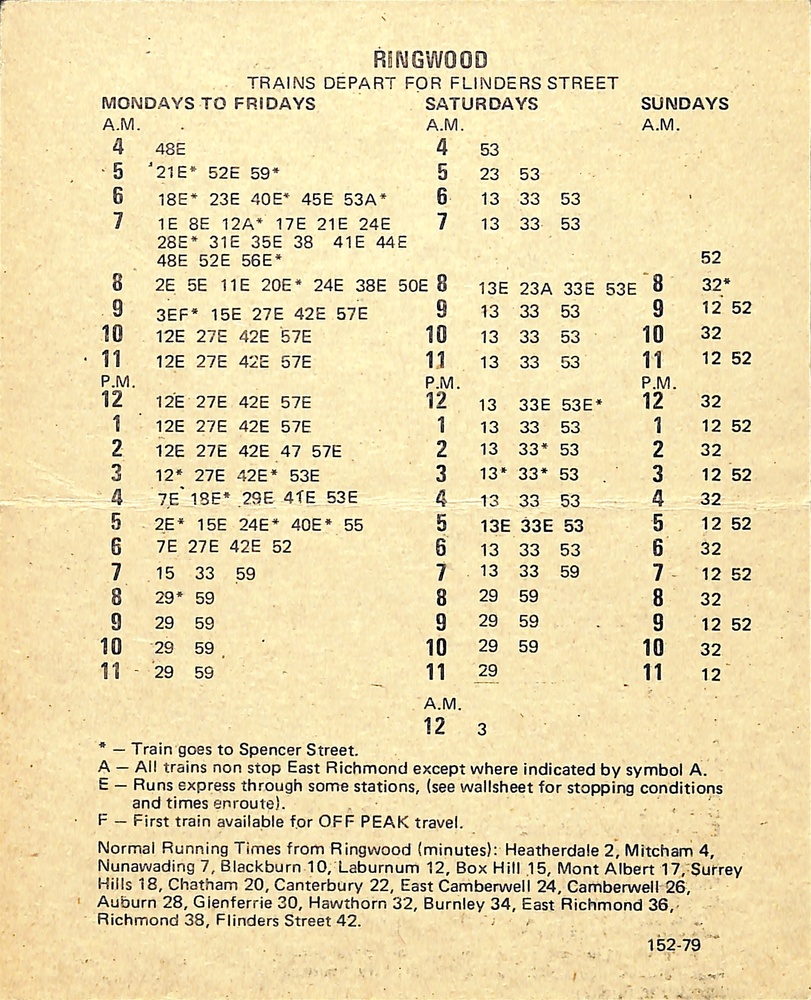 RINGWOOD
TRAINS DEPART FOR FLINDERS STREET
MONDAYS TO FRIDAYS SATURDAYS SUNDAYS
A.M. A.M. A.M.
4 48E 4 53
5 21E* 52E 59* 5 23 53
6 18E* 23E 40E* 45E 53A* 6 13 33 53
7 1E 8E 12A* 17E 21E 24E 7 13 33 53
28E* 31E 35E 38 41E 44E
48E 52E 56E* 52
8 2E 5E 11E 20E* 24E 38E 50E 8 13E 23A 33E 53E 8 32*
9 3EF* 15E 27E 42E 57E 9 13 33 53 9 12 52
10 12E 27E 42E 57E 10 13 33 53 10 32
11 12E 27E 42E 57E 11 13 33 53 11 12 52
P.M. P.M. P.M.
12 12E 27E 42E 57E 12 13 33E 53E* 12 32
1 12E 27E 42E 57E 1 13 33 53 1 12 52
2 12E 27E 42E 47 57E 2 13 33* 53 2 32
3 12* 27E 42E* 53E 3 13* 33* 53 3 12 52
4 7E 18E* 29E 41E 53E 4 13 33 53 4 32
5 2E* 15E 24E* 40E* 55 5 13E 33E 53 5 12 52
6 7E 27E 42E 52 6 13 33 53 6 32
7 15 33 59 7 13 33 59 7 12 52
8 29* 59 8 29 59 8 32
9 29 59 9 29 59 9 12 52
10 29 59 10 29 59 10 32
11 29 59 11 29 11 12
A.M.
12 3
* — Train goes to Spencer Street.
A — All trains non stop East Richmond except where indicated by symbol A.
E — Runs express through some stations, (see wallsheet for stopping conditions
and times enroute).
F — First train available for OFF PEAK travel.
Normal Running Times from Ringwood (minutes): Heatherdale 2, Mitcham 4,
Nunawading 7, Blackburn 10, Laburnum 12, Box Hill 15, Mont Albert 17, Surrey
Hills 18, Chatham 20, Canterbury 22, East Camberwell 24, Camberwell 26,
Auburn 28, Glenferrie 30, Hawthorn 32, Burnley 34, East Richmond 36,
Richmond 38, Flinders Street 42.
152-79